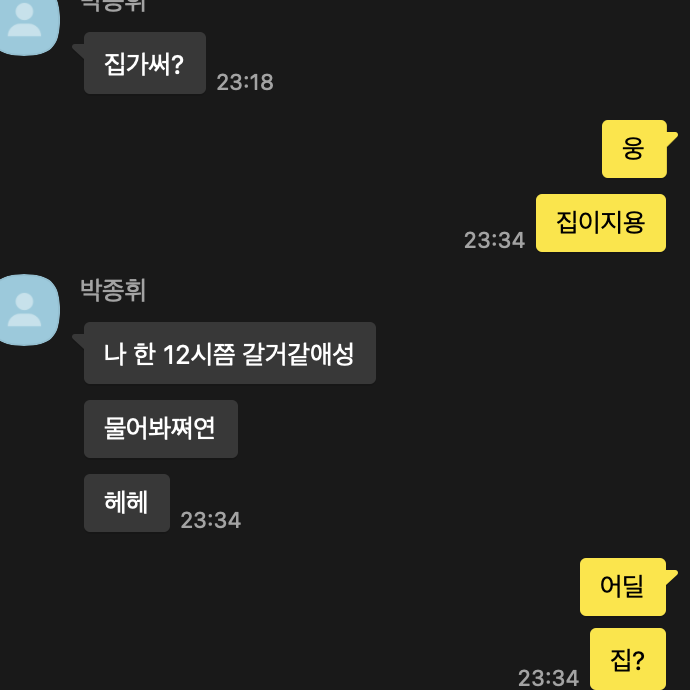 박종휘
집가써?
23:18
웅
집이지용
23:34
박종휘
나 한 12시쯤 갈거같애성
물어봐쪄연
헤헤
23:34
어딜
집?
23:34